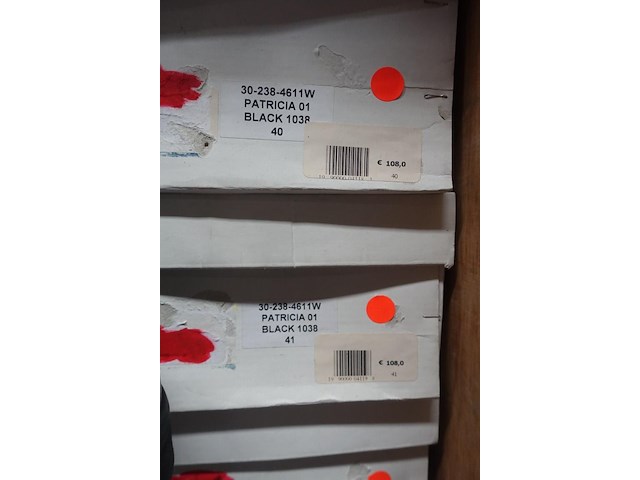 30-238-4611W
PATRICIA 01
BLACK 1038
40
€ 108,0
40
30-238-4611W
PATRICIA 01
BLACK 1038
41
€ 108,0
41